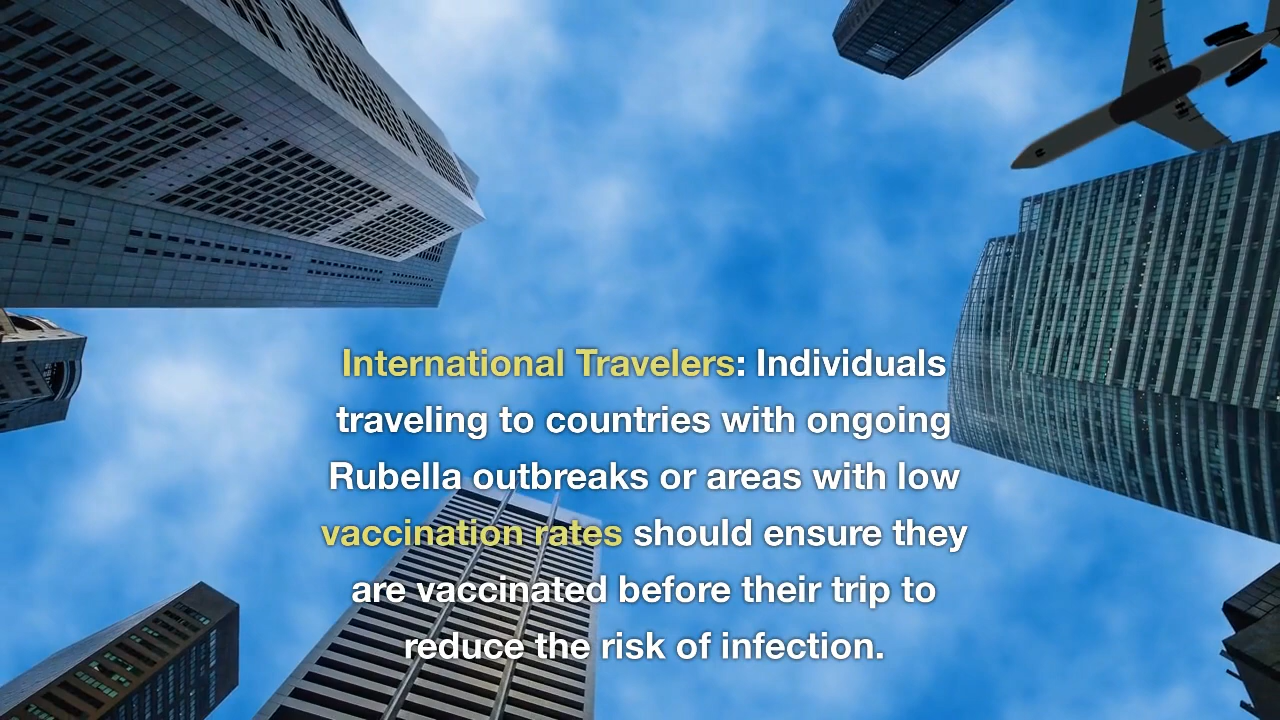 International Travelers: Individuals
traveling to countries with ongoing
Rubella outbreaks or areas with low
vaccination rates should ensure they
are vaccinated before their trip to
reduce the risk of infection.